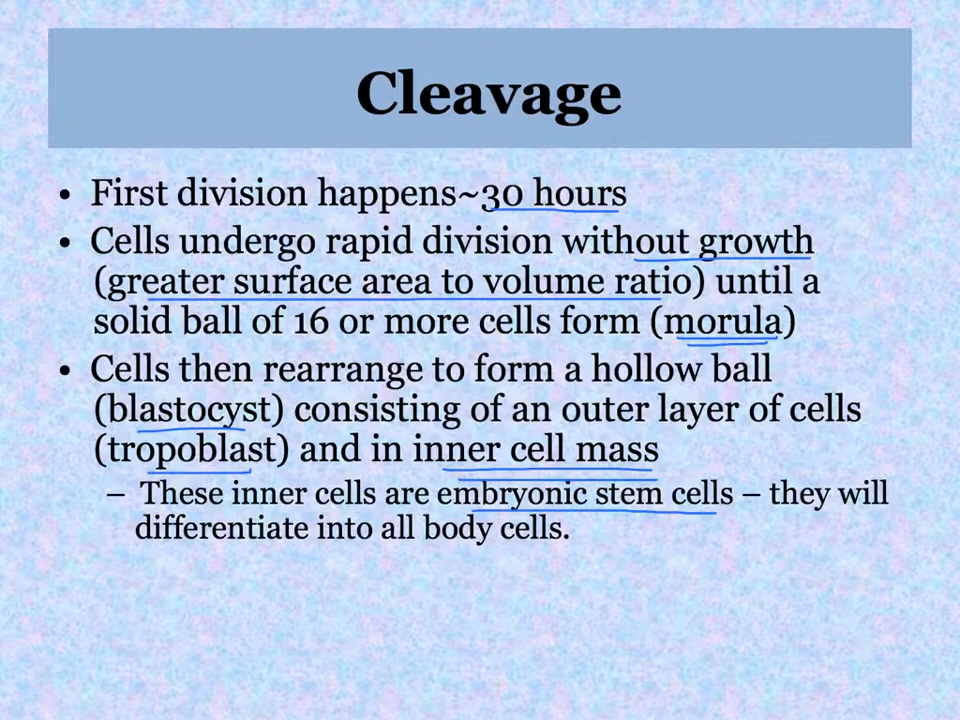 Cleavage
• First division happens~30 hours
• Cells undergo rapid division without growth
(greater surface area to volume ratio) until a
solid ball of 16 or more cells form (morula)
• Cells then rearrange to form a hollow ball
(blastocyst) consisting of an outer layer of cells
(tropoblast) and in inner cell mass
– These inner cells are embryonic stem cells – they will
differentiate into all body cells.